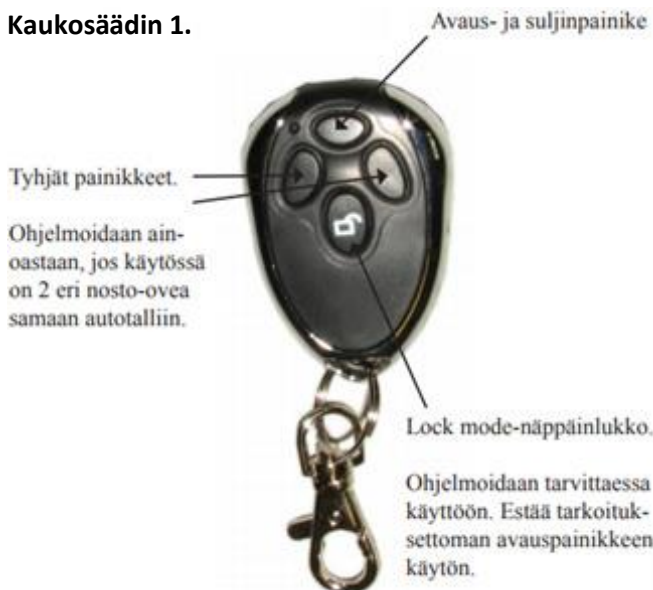 Kaukosäädin 1.
Avaus- ja suljinpainike
Tyhjät painikkeet.
Ohjelmoidaan ain-
oastaan, jos käytössä
on 2 eri nosto-ovea
samaan autotalliin.
Lock mode-näppäinlukko.
Ohjelmoidaan tarvittaessa
käyttöön. Estää tarkoituk-
settoman avauspainikkeen
käytön.